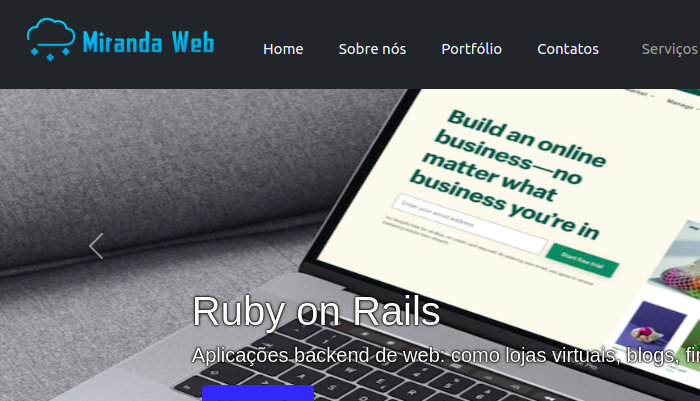 Miranda Web
Home
Sobre nós
Portfólio
Contatos
Serviços
Manage
Build an online
business—no
matter what
business you're in
Enter your email address
Start free trial
Ruby on Rails
Aplicações backend de web: como lojas virtuais, blogs,